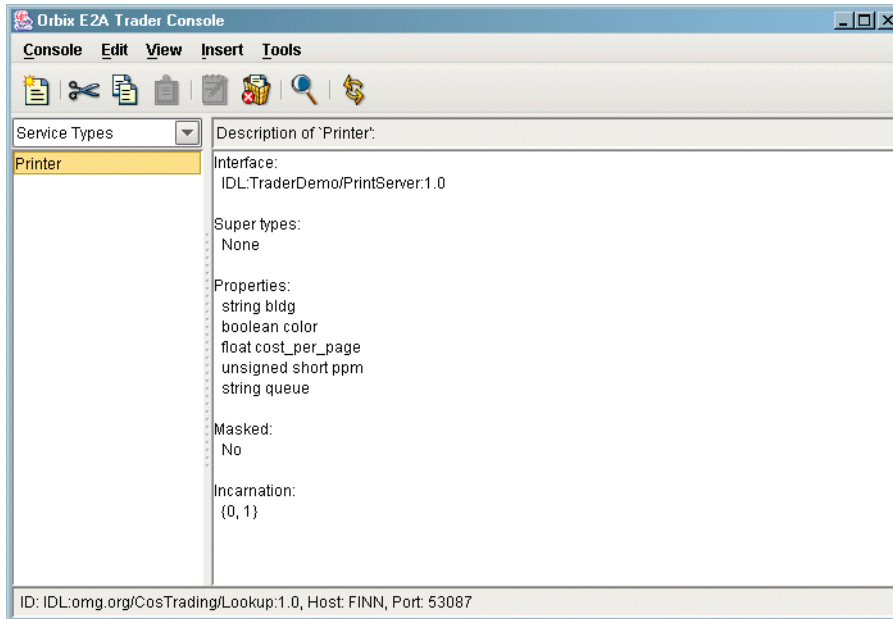 Orbix E2A Trader Console
Console Edit View Insert Tools
Service Types
Description of `Printer':
Printer
Interface:
IDL:TraderDemo/PrintServer:1.0
Super types:
None
Properties:
string bldg
boolean color
float cost_per_page
unsigned short ppm
string queue
Masked:
No
Incarnation:
{0, 1}
ID: IDL:omg.org/CosTrading/Lookup:1.0, Host: FINN, Port: 53087